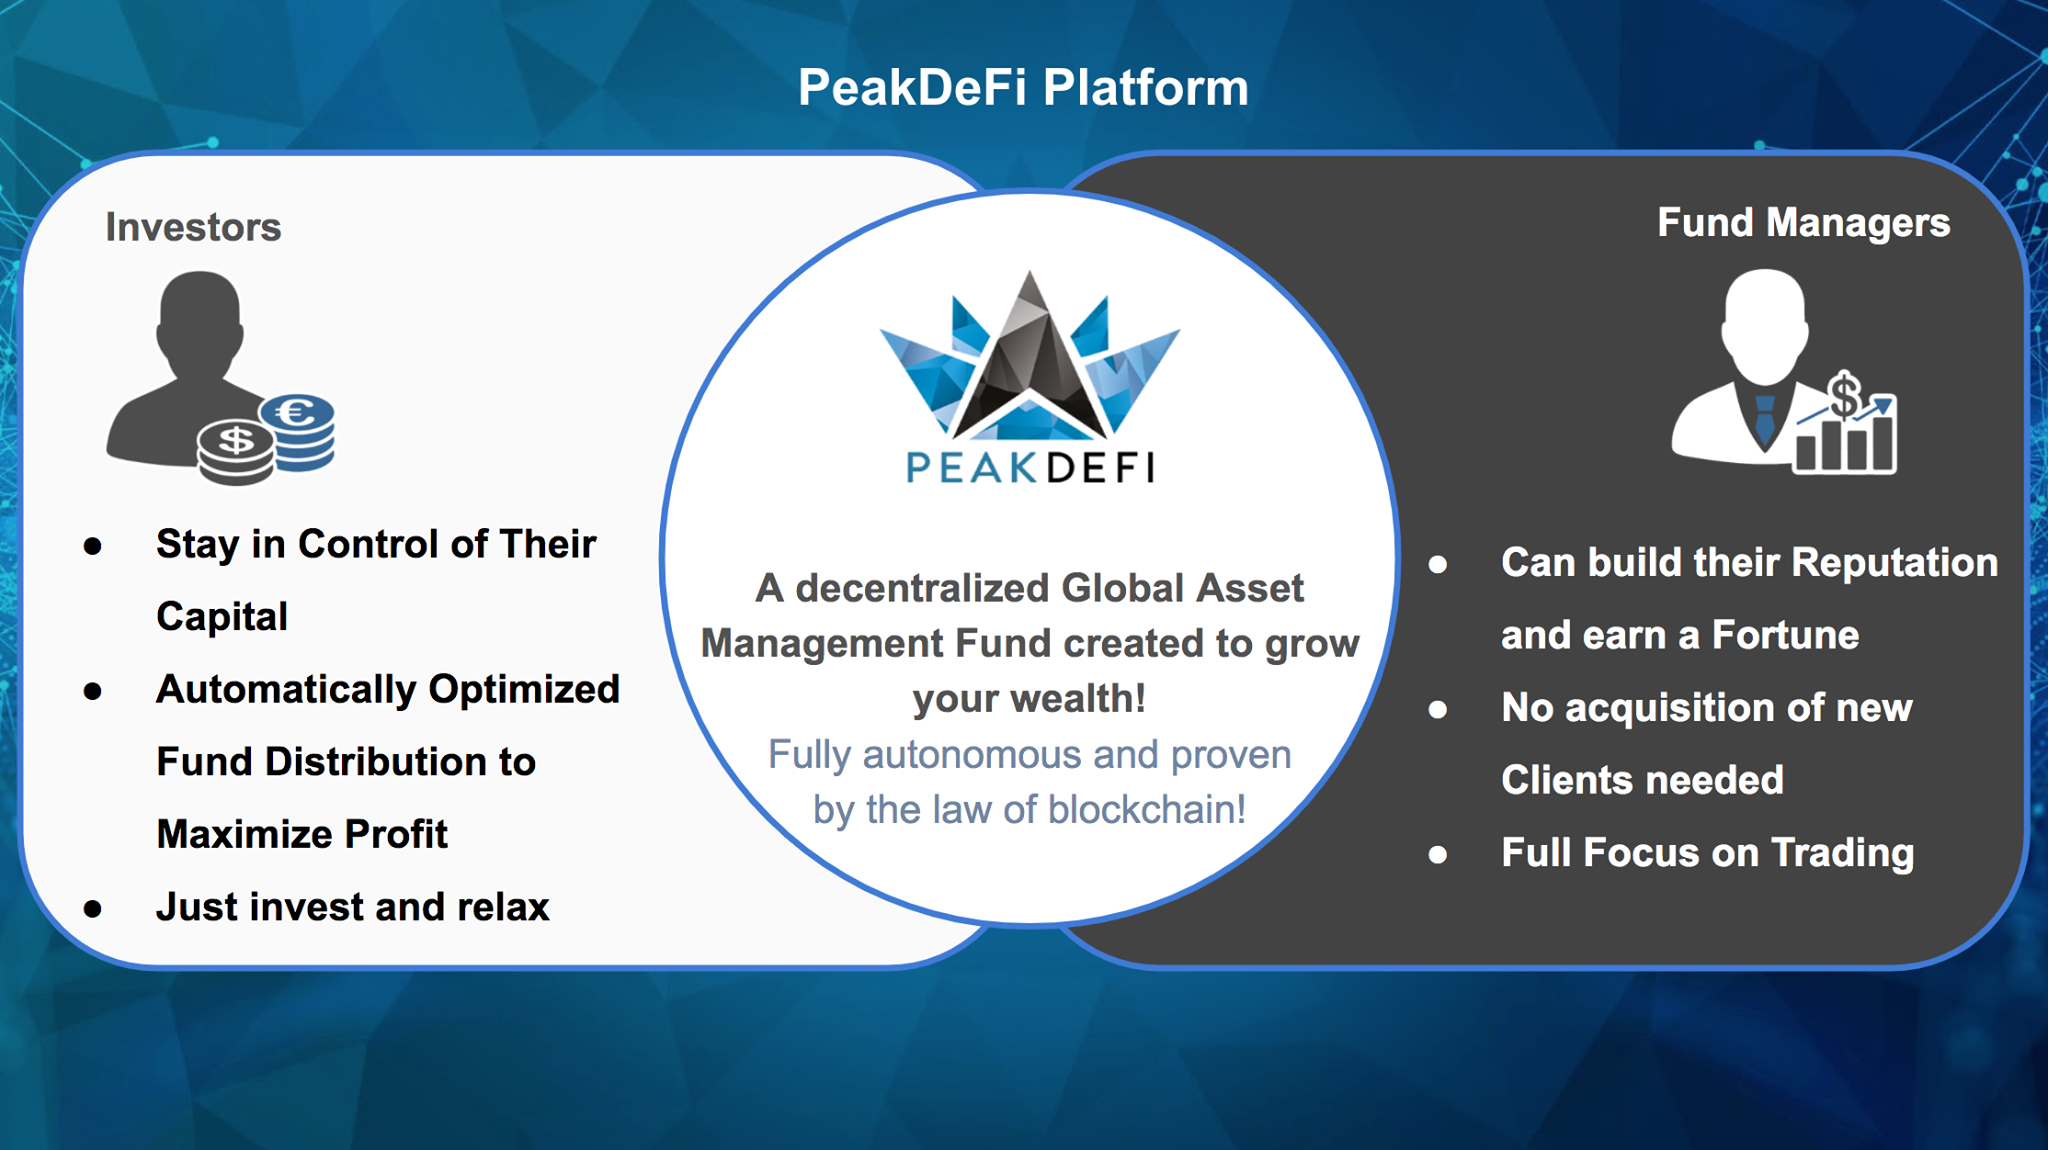 PeakDeFi Platform
Investors
$
€
● Stay in Control of Their
Capital
● Automatically Optimized
Fund Distribution to
Maximize Profit
● Just invest and relax
PEAKDEFI
A decentralized Global Asset
Management Fund created to grow
your wealth!
Fully autonomous and proven
by the law of blockchain!
Fund Managers
$
● Can build their Reputation
and earn a Fortune
● No acquisition of new
Clients needed
● Full Focus on Trading